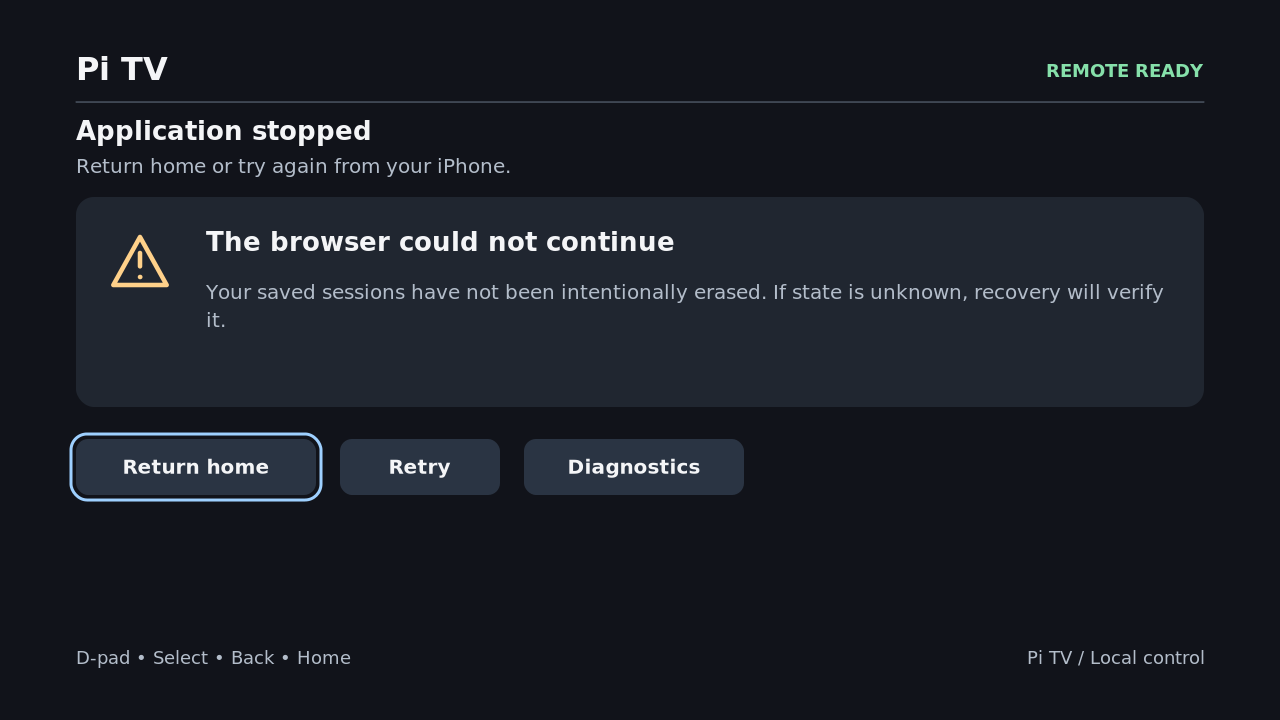 Pi TV
REMOTE READY
Application stopped
Return home or try again from your iPhone.
The browser could not continue
Your saved sessions have not been intentionally erased. If state is unknown, recovery will verify
it.
Return home
Retry
Diagnostics
D-pad • Select • Back • Home
Pi TV / Local control